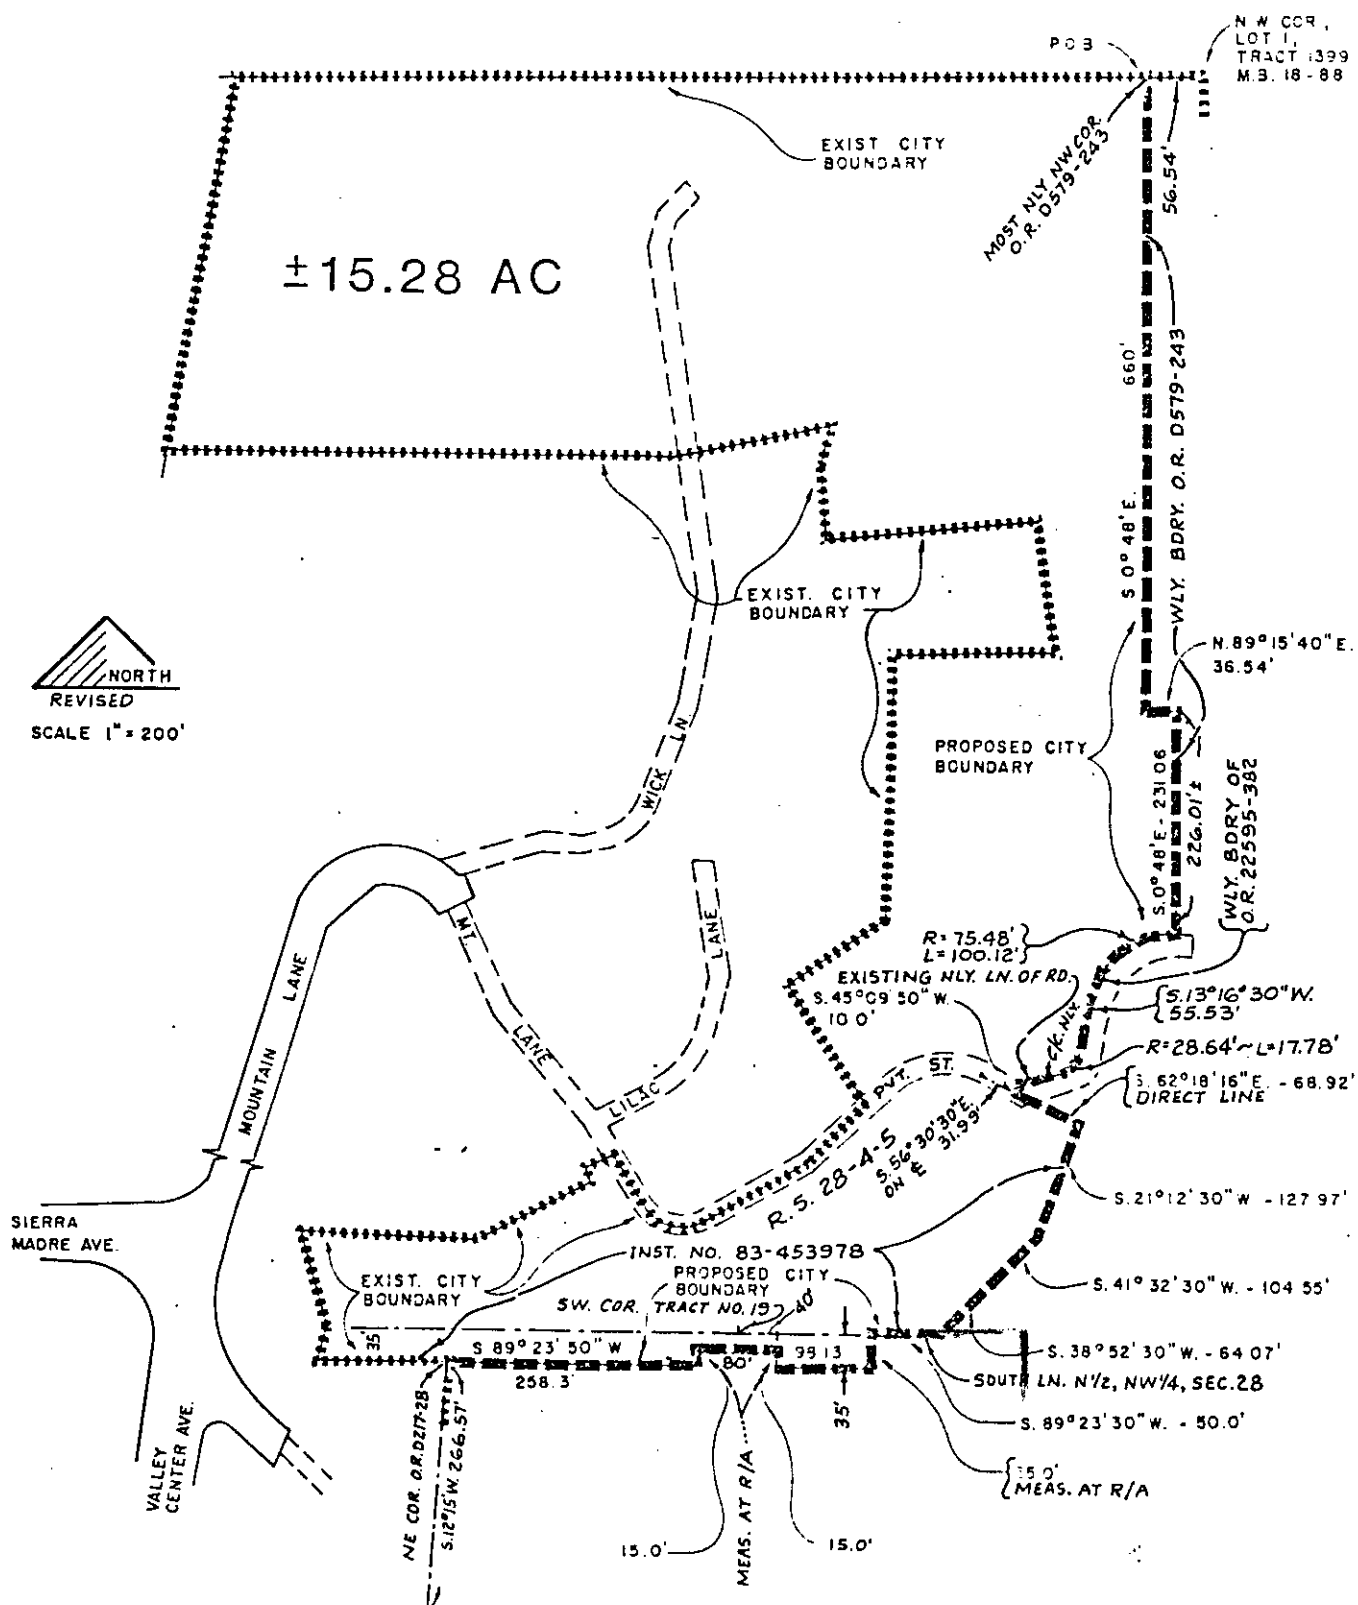 N W COR,
LOT 1,
TRACT 1399
M.B. 18-88
P O B
EXIST CITY
BOUNDARY
MOST NLY NW COR.
O.R. D579-243
56.54'
±15.28 AC
660'
S 0°48'E.
WLY. BDRY. O.R. D579-243
EXIST. CITY
BOUNDARY
N.89°15'40"E.
36.54'
NORTH
REVISED
SCALE 1"=200'
WICK LN.
PROPOSED CITY
BOUNDARY
S.0°48'E-231.06
226.01'±
WLY. BDRY OF
O.R. 22595-382
R=75.48'
L=100.12'
EXISTING NLY. LN. OF RD.
S.45°09'50"W.
10.0'
C/C. NLY.
S.13°16'30"W.
55.53'
R=28.64'~L=17.78'
S.62°18'16"E.-68.92'
DIRECT LINE
MT.
LANE
LANE
LILAC
MOUNTAIN LANE
PVT. ST.
R.S. 28-4-5
S.56°30'30"E.
ON ℄ 31.99'
S.21°12'30"W-127.97'
SIERRA
MADRE AVE.
INST. NO. 83-453978
EXIST. CITY
BOUNDARY
PROPOSED CITY
BOUNDARY
SW. COR. TRACT NO. 19
40'
S.41°32'30"W.-104.55'
35'
S 89°23'50"W
258.3'
80'
98.13
35'
S.38°52'30"W.-64.07'
SOUTH LN. N½, NW¼, SEC.28
S.89°23'30"W.-50.0'
MEAS. AT R/A
NE COR. O.R. D217-28
S.12°15'W. 266.57'
VALLEY
CENTER AVE.
15.0'
MEAS. AT R/A
15.0'